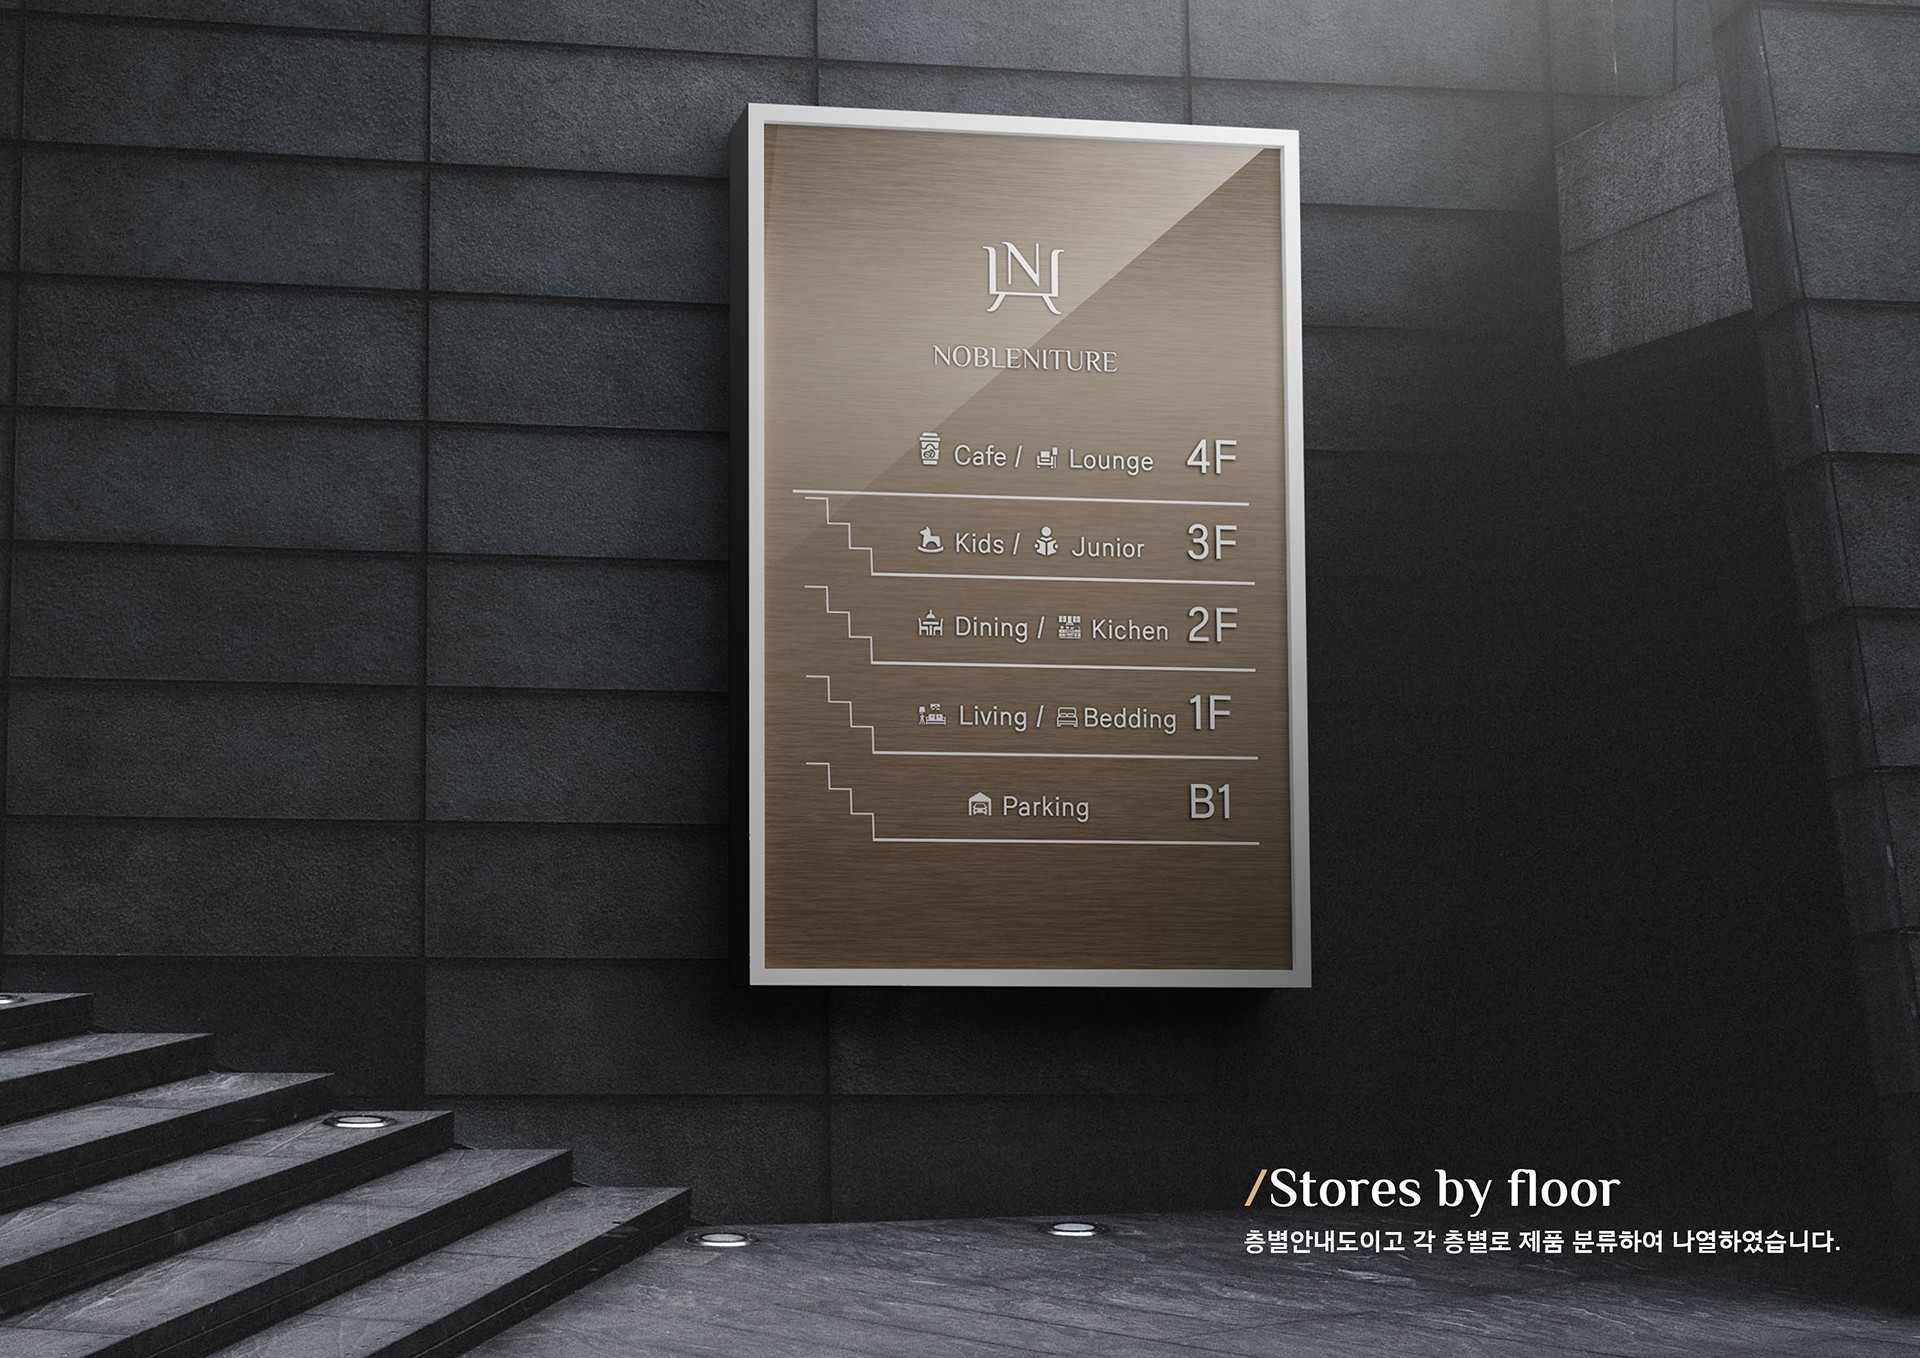 N
NOBLENITURE
Cafe / Lounge 4F
Kids / Junior 3F
Dining / Kichen 2F
Living / Bedding 1F
Parking B1
/Stores by floor
층별안내도이고 각 층별로 제품 분류하여 나열하였습니다.